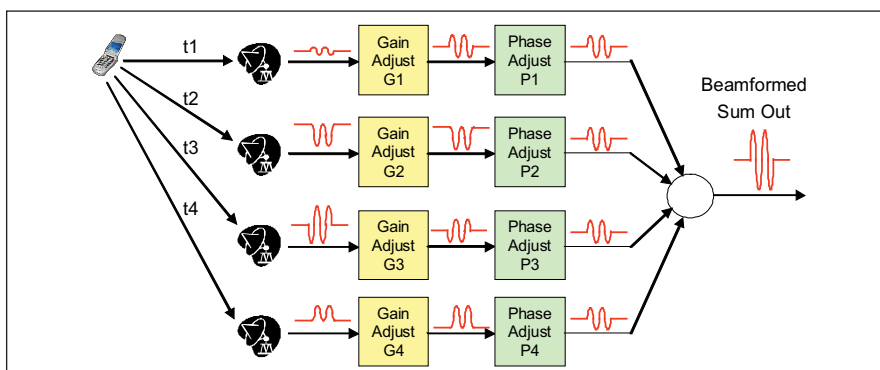 t1
Gain
Adjust
G1
Phase
Adjust
P1
Beamformed
Sum Out
t2
Gain
Adjust
G2
Phase
Adjust
P2
t3
t4
Gain
Adjust
G3
Phase
Adjust
P3
Gain
Adjust
G4
Phase
Adjust
P4